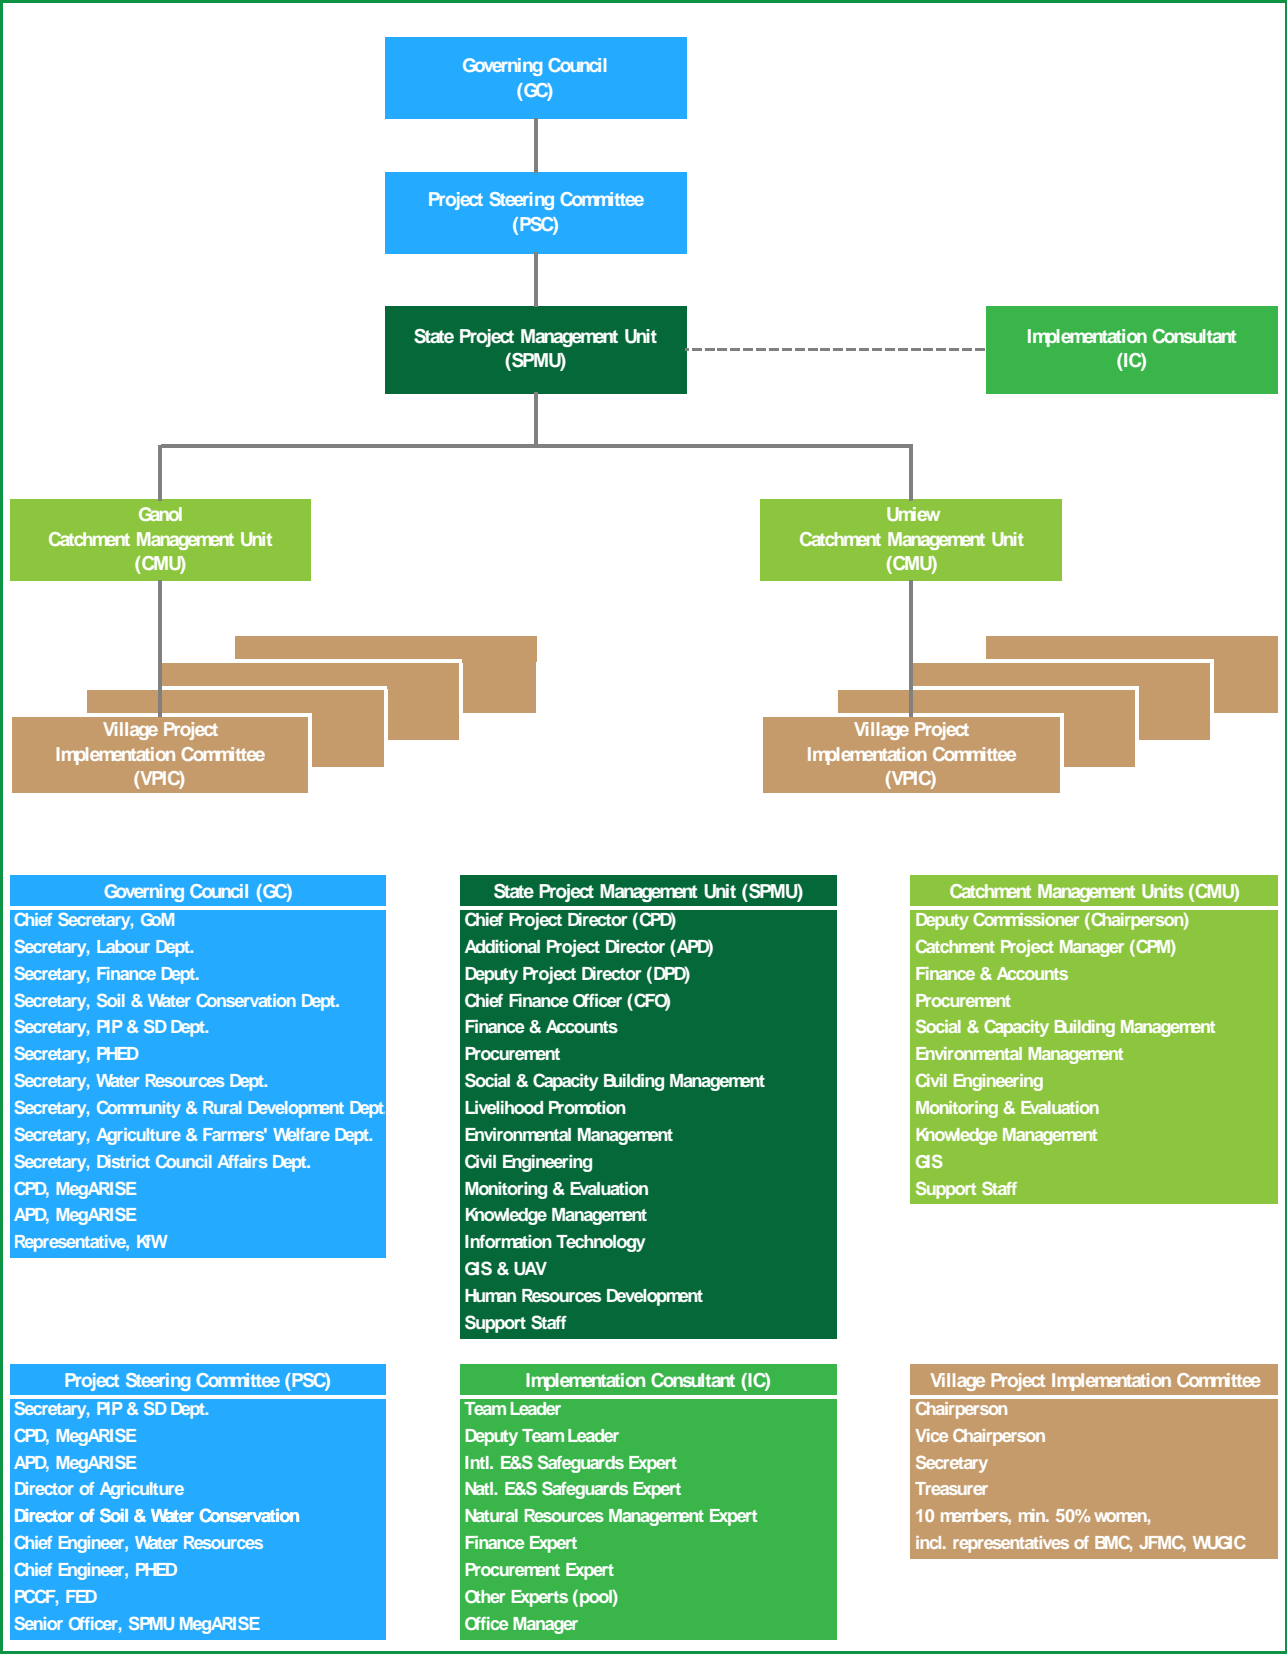 Governing Council
(GC)
Project Steering Committee
(PSC)
State Project Management Unit
(SPMU)
Implementation Consultant
(IC)
Ganol
Catchment Management Unit
(CMU)
Umiew
Catchment Management Unit
(CMU)
Village Project
Implementation Committee
(VPIC)
Village Project
Implementation Committee
(VPIC)
Governing Council (GC)
Chief Secretary, GoM
Secretary, Labour Dept.
Secretary, Finance Dept.
Secretary, Soil & Water Conservation Dept.
Secretary, PIP & SD Dept.
Secretary, PHED
Secretary, Water Resources Dept.
Secretary, Community & Rural Development Dept.
Secretary, Agriculture & Farmers' Welfare Dept.
Secretary, District Council Affairs Dept.
CPD, MegARISE
APD, MegARISE
Representative, KfW
State Project Management Unit (SPMU)
Chief Project Director (CPD)
Additional Project Director (APD)
Deputy Project Director (DPD)
Chief Finance Officer (CFO)
Finance & Accounts
Procurement
Social & Capacity Building Management
Livelihood Promotion
Environmental Management
Civil Engineering
Monitoring & Evaluation
Knowledge Management
Information Technology
GIS & UAV
Human Resources Development
Support Staff
Catchment Management Units (CMU)
Deputy Commissioner (Chairperson)
Catchment Project Manager (CPM)
Finance & Accounts
Procurement
Social & Capacity Building Management
Environmental Management
Civil Engineering
Monitoring & Evaluation
Knowledge Management
GIS
Support Staff
Project Steering Committee (PSC)
Secretary, PIP & SD Dept.
CPD, MegARISE
APD, MegARISE
Director of Agriculture
Director of Soil & Water Conservation
Chief Engineer, Water Resources
Chief Engineer, PHED
PCCF, FED
Senior Officer, SPMU MegARISE
Implementation Consultant (IC)
Team Leader
Deputy Team Leader
Intl. E&S Safeguards Expert
Natl. E&S Safeguards Expert
Natural Resources Management Expert
Finance Expert
Procurement Expert
Other Experts (pool)
Office Manager
Village Project Implementation Committee
Chairperson
Vice Chairperson
Secretary
Treasurer
10 members, min. 50% women,
incl. representatives of BMC, JFMC, WUGIC